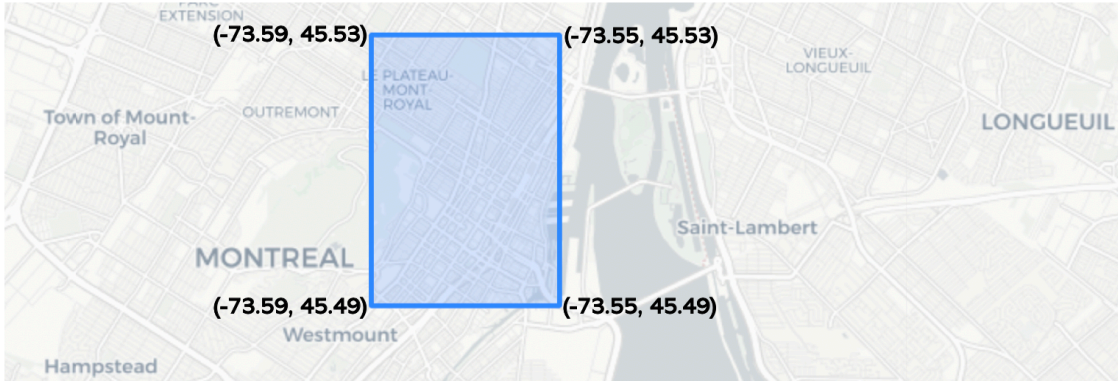 PARC-
EXTENSION
(-73.59, 45.53)
(-73.55, 45.53)
VIEUX-
LONGUEUIL
LE PLATEAU-
MONT-
ROYAL
Town of Mount-
Royal
OUTREMONT
LONGUEUIL
Saint-Lambert
MONTREAL
(-73.59, 45.49)
(-73.55, 45.49)
Westmount
Hampstead